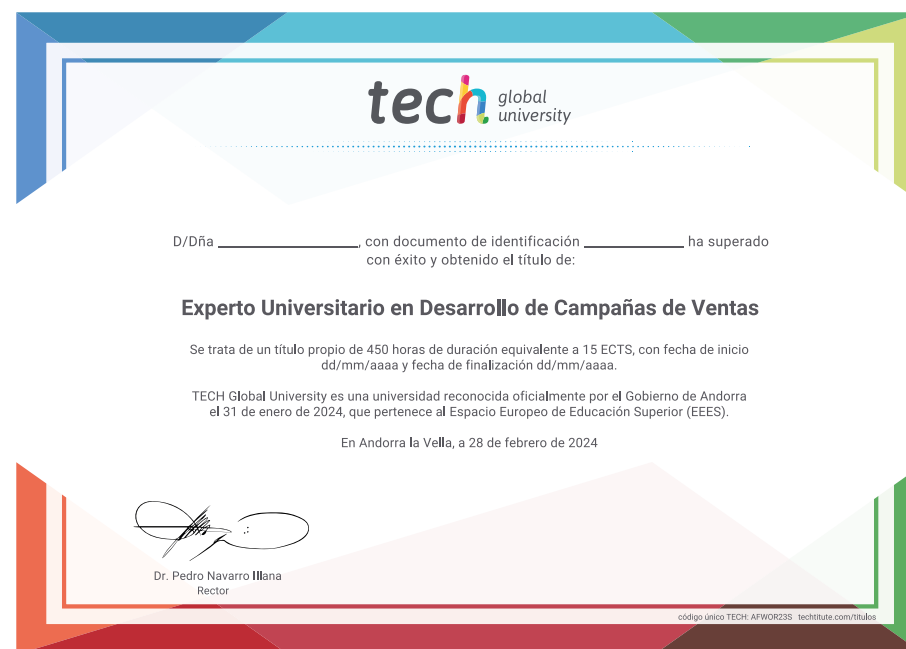 tech global university
D/Dña ______________, con documento de identificación __________ ha superado
con éxito y obtenido el título de:
Experto Universitario en Desarrollo de Campañas de Ventas
Se trata de un título propio de 450 horas de duración equivalente a 15 ECTS, con fecha de inicio
dd/mm/aaaa y fecha de finalización dd/mm/aaaa.
TECH Global University es una universidad reconocida oficialmente por el Gobierno de Andorra
el 31 de enero de 2024, que pertenece al Espacio Europeo de Educación Superior (EEES).
En Andorra la Vella, a 28 de febrero de 2024
Dr. Pedro Navarro Illana
Rector
código único TECH: AFWOR23S techtitute.com/titulos